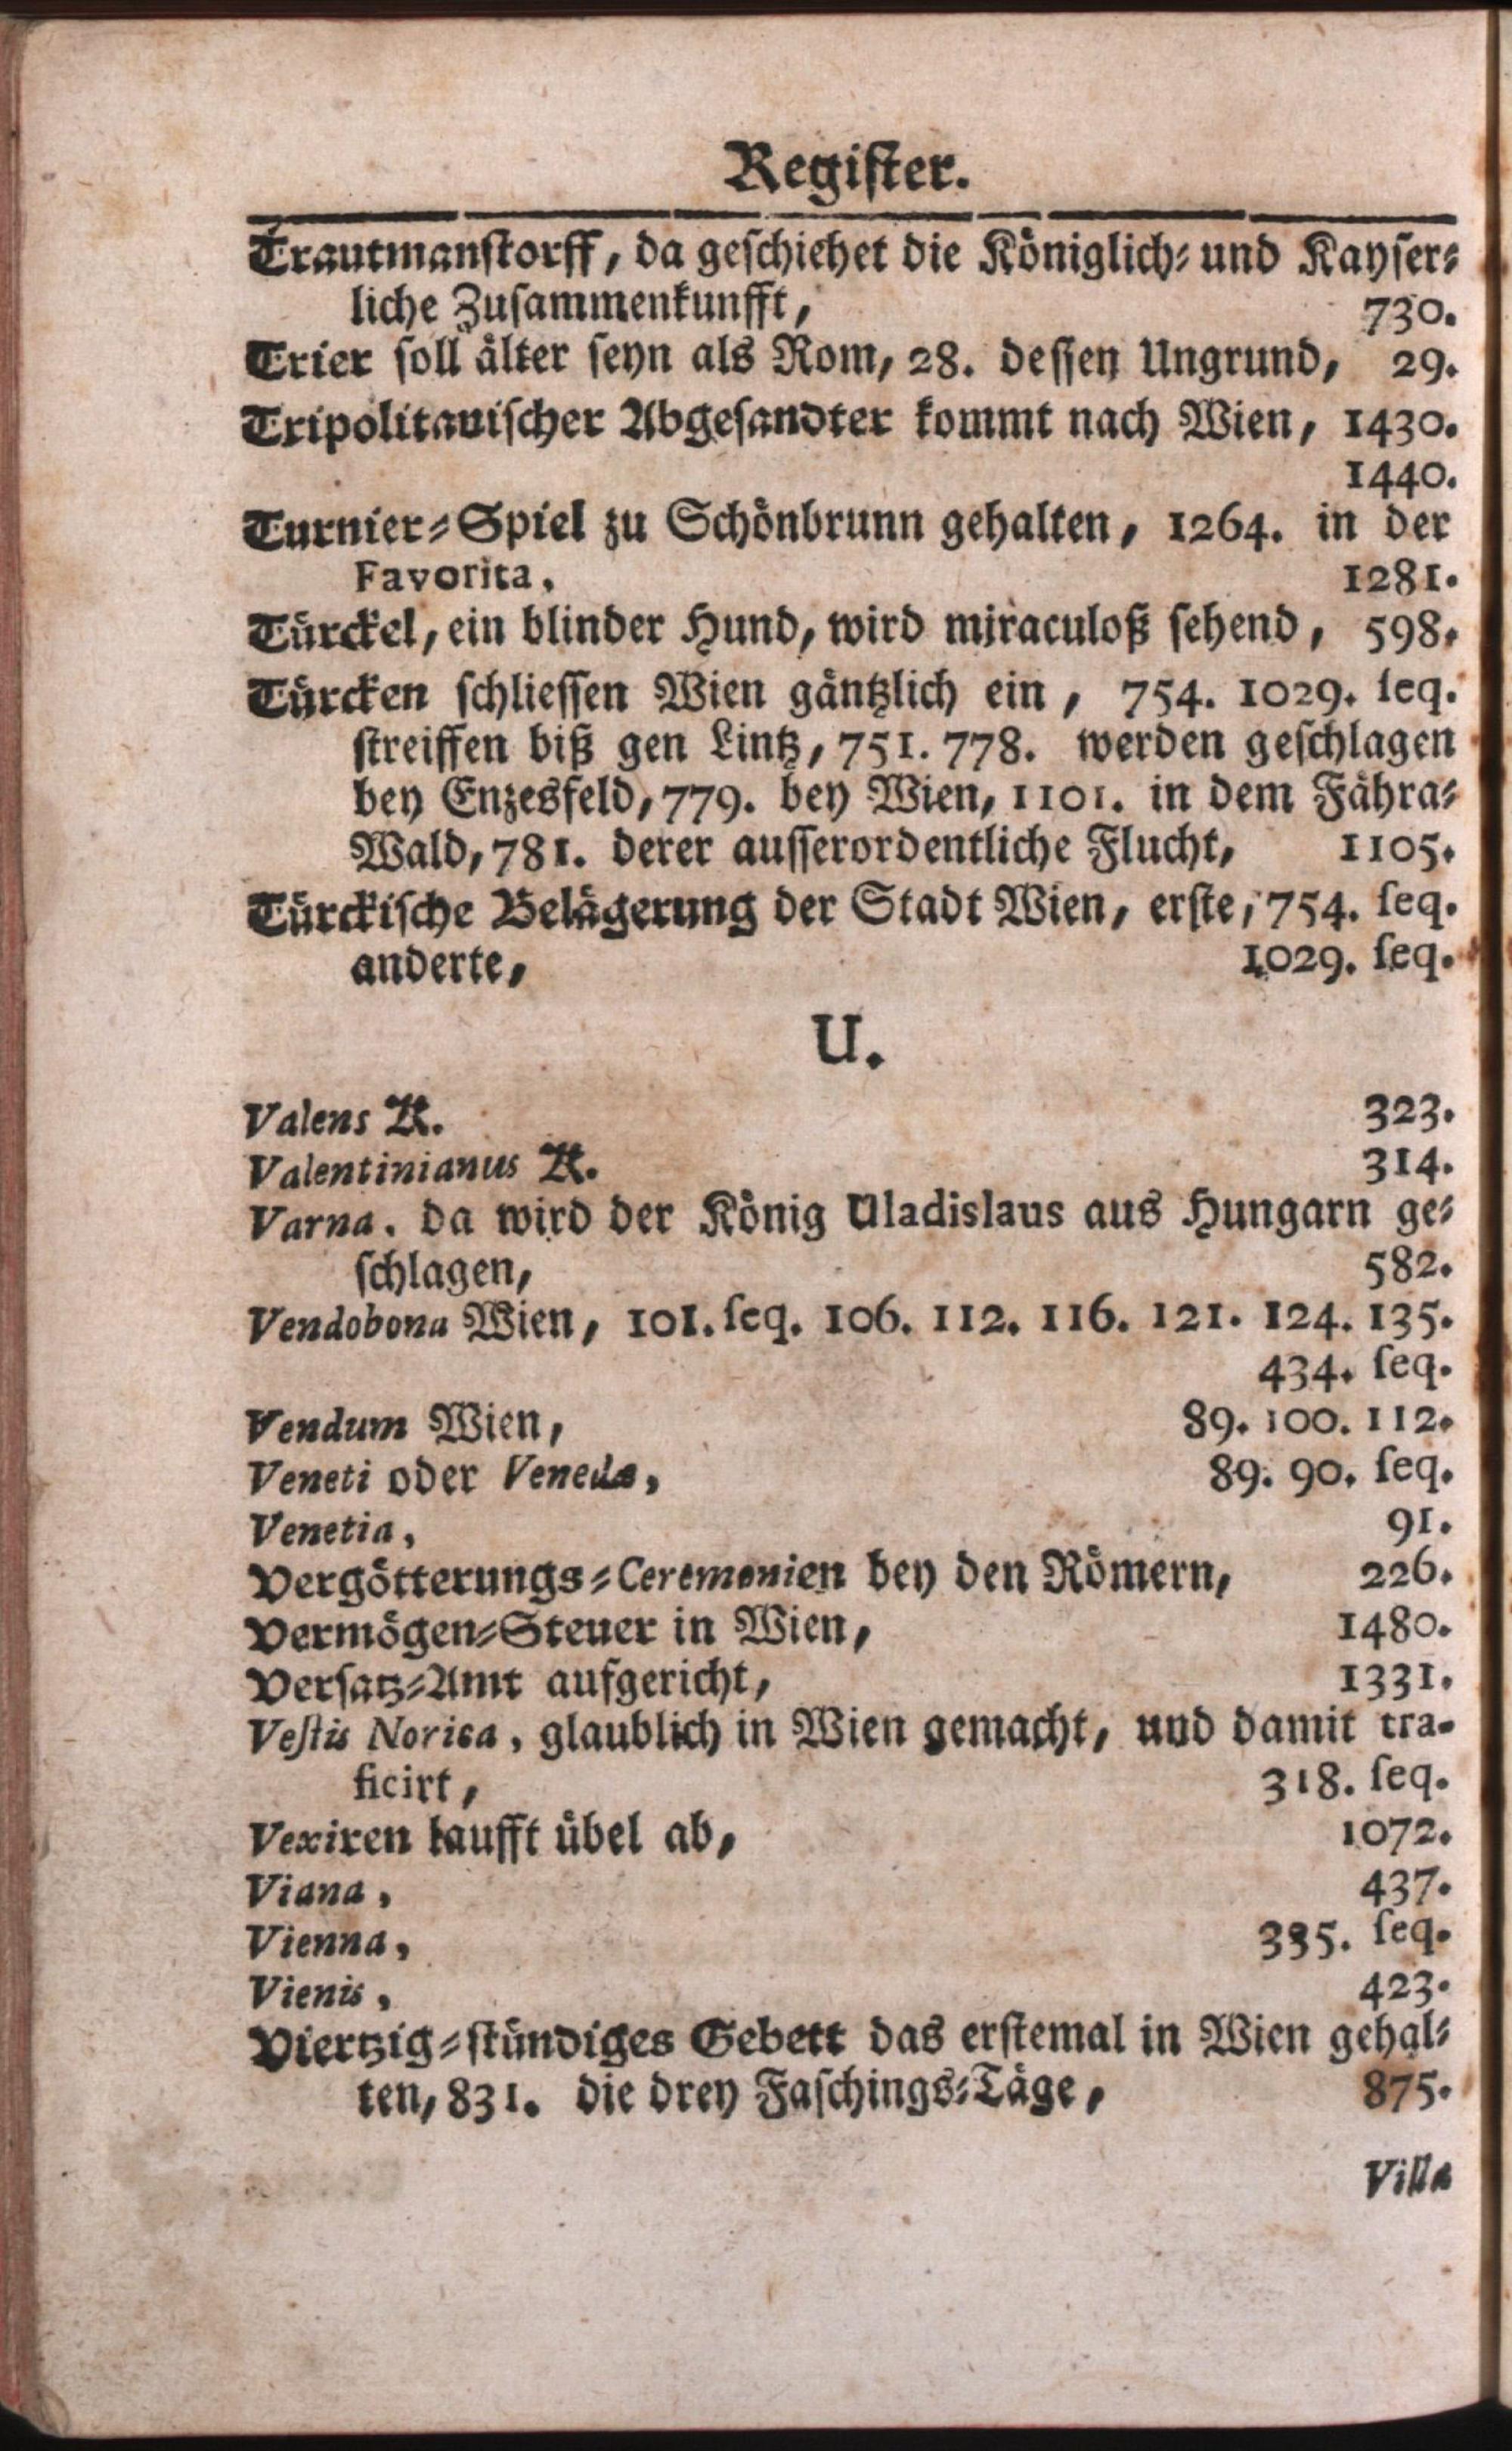 Register.
Trautmanstorff, da geschiehet die Königlich- und Kayser-
liche Zusammenkunfft, 730.
Trier soll älter seyn als Rom, 28. dessen Ungrund, 29.
Tripolitanischer Abgesandter kommt nach Wien, 1430.
1440.
Turnier-Spiel zu Schönbrunn gehalten, 1264. in der
Favorita, 1281.
Türckel, ein blinder Hund, wird miraculoß sehend, 598.
Türcken schliessen Wien gäntzlich ein, 754. 1029. seq.
streiffen biß gen Lintz, 751. 778. werden geschlagen
bey Enzesfeld, 779. bey Wien, 1101. in dem Fähra-
Wald, 781. derer ausserordentliche Flucht, 1105.
Türckische Belägerung der Stadt Wien, erste, 754. seq.
anderte, 1029. seq.
U.
Valens K. 323.
Valentinianus K. 314.
Varna, da wird der König Uladislaus aus Hungarn ge-
schlagen, 582.
Vendobona Wien, 101. seq. 106. 112. 116. 121. 124. 135.
434. seq.
Vendum Wien, 89. 100. 112.
Veneti oder Venedæ, 89. 90. seq.
Venetia, 91.
Vergötterungs-Ceremonien bey den Römern, 226.
Vermögen-Steuer in Wien, 1480.
Versatz-Amt aufgericht, 1331.
Vestis Norica, glaublich in Wien gemacht, und damit tra-
ficirt, 318. seq.
Vexiren laufft übel ab, 1072.
Viana, 437.
Vienna, 335. seq.
Vienis, 423.
Viertzig-stündiges Gebett das erstemal in Wien gehal-
ten, 831. die drey Faschings-Täge, 875.
Villa